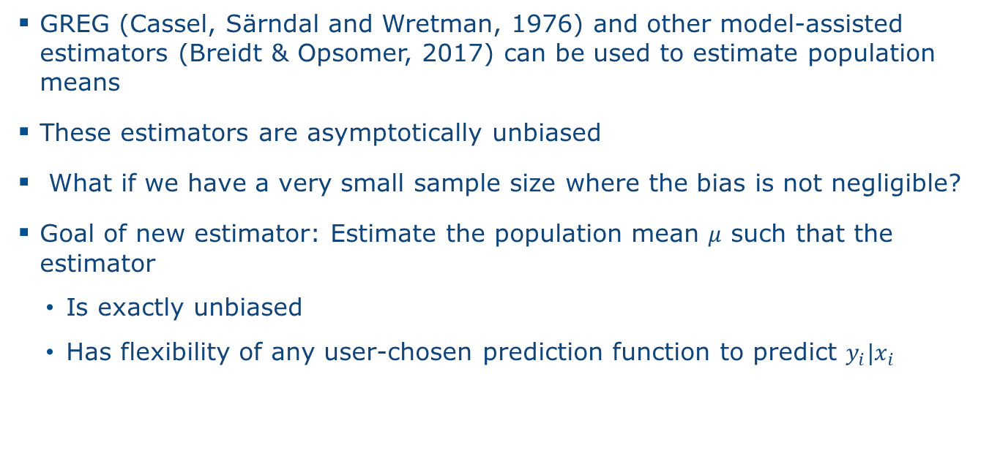 ▪ GREG (Cassel, Särndal and Wretman, 1976) and other model-assisted
estimators (Breidt & Opsomer, 2017) can be used to estimate population
means
▪ These estimators are asymptotically unbiased
▪ What if we have a very small sample size where the bias is not negligible?
▪ Goal of new estimator: Estimate the population mean μ such that the
estimator
• Is exactly unbiased
• Has flexibility of any user-chosen prediction function to predict yᵢ|xᵢ